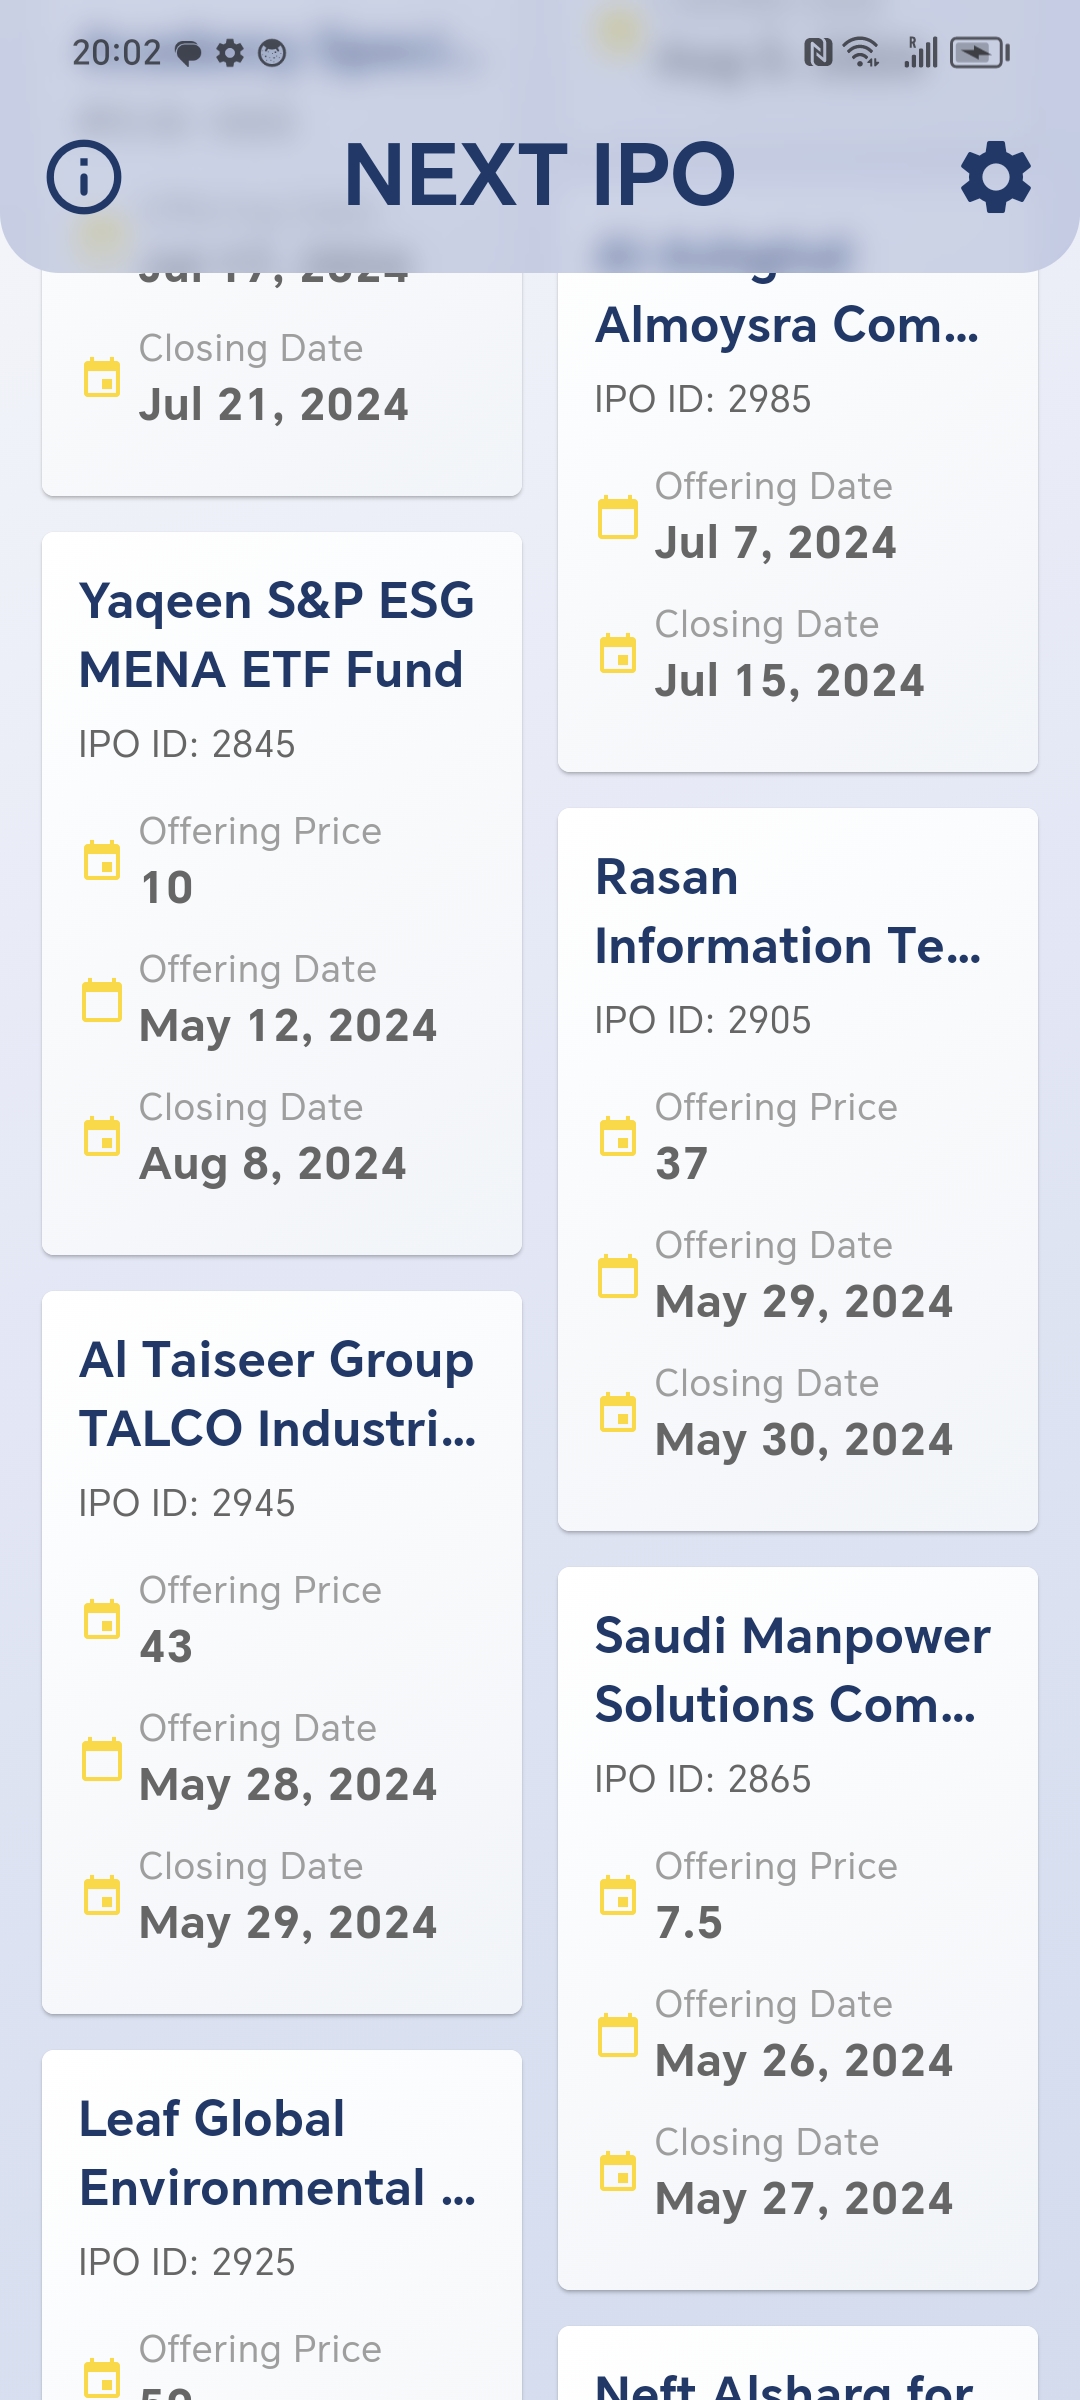 20:02
NEXT IPO
Jul 17, 2024
Closing Date
Jul 21, 2024
Yaqeen S&P ESG
MENA ETF Fund
IPO ID: 2845
Offering Price
10
Offering Date
May 12, 2024
Closing Date
Aug 8, 2024
Al Taiseer Group
TALCO Industri...
IPO ID: 2945
Offering Price
43
Offering Date
May 28, 2024
Closing Date
May 29, 2024
Leaf Global
Environmental ...
IPO ID: 2925
Offering Price
Almoysra Com...
IPO ID: 2985
Offering Date
Jul 7, 2024
Closing Date
Jul 15, 2024
Rasan
Information Te...
IPO ID: 2905
Offering Price
37
Offering Date
May 29, 2024
Closing Date
May 30, 2024
Saudi Manpower
Solutions Com...
IPO ID: 2865
Offering Price
7.5
Offering Date
May 26, 2024
Closing Date
May 27, 2024
Neft Alsharq for